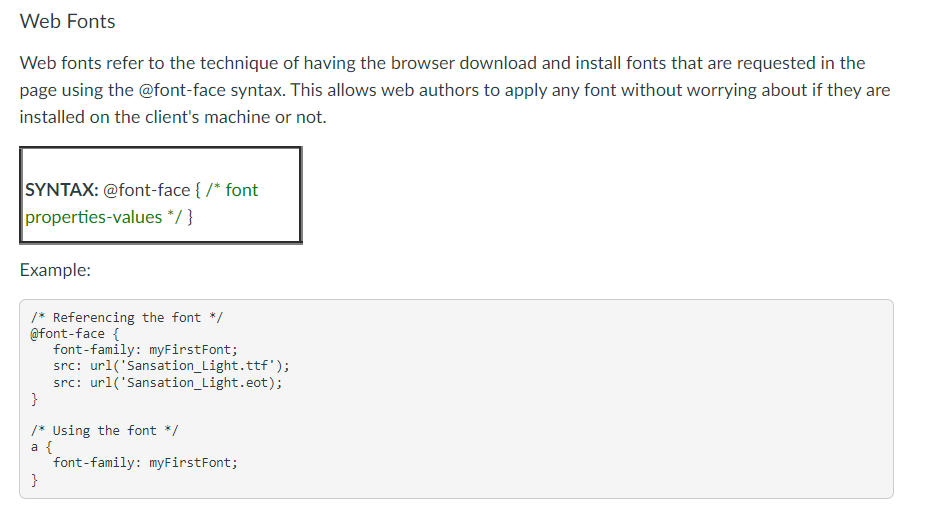 Web Fonts
Web fonts refer to the technique of having the browser download and install fonts that are requested in the
page using the @font-face syntax. This allows web authors to apply any font without worrying about if they are
installed on the client's machine or not.
SYNTAX: @font-face { /* font
properties-values */ }
Example:
/* Referencing the font */
@font-face {
   font-family: myFirstFont;
   src: url('Sansation_Light.ttf');
   src: url('Sansation_Light.eot);
}
/* Using the font */
a {
   font-family: myFirstFont;
}